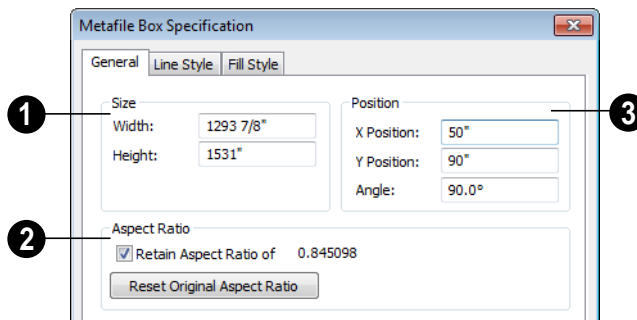 Metafile Box Specification
General Line Style Fill Style
1
Size
Width: 1293 7/8"
Height: 1531"
3
Position
X Position: 50"
Y Position: 90"
Angle: 90.0°
2
Aspect Ratio
Retain Aspect Ratio of 0.845098
Reset Original Aspect Ratio